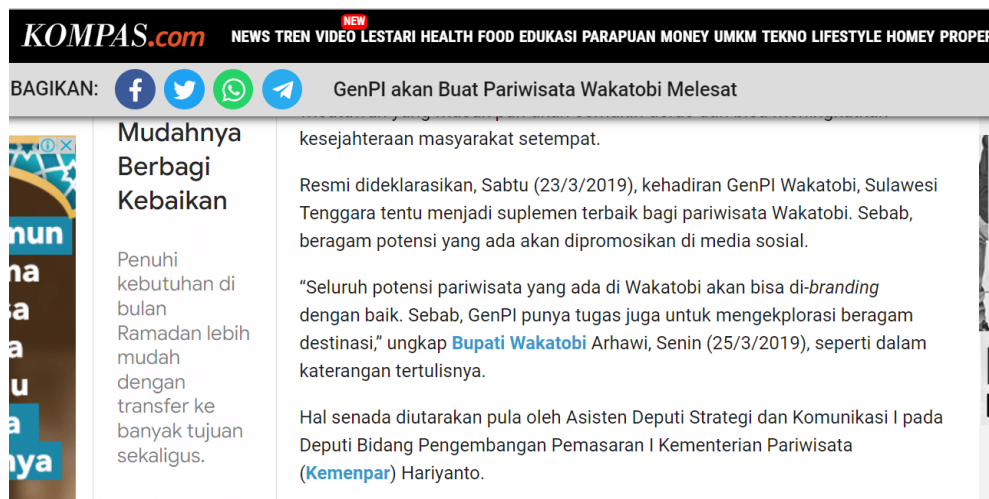 KOMPAS.com
NEW
NEWS TREN VIDEO LESTARI HEALTH FOOD EDUKASI PARAPUAN MONEY UMKM TEKNO LIFESTYLE HOMEY
BAGIKAN:
GenPI akan Buat Pariwisata Wakatobi Melesat
Mudahnya
Berbagi
Kebaikan
Penuhi
kebutuhan di
bulan
Ramadan lebih
mudah
dengan
transfer ke
banyak tujuan
sekaligus.
kesejahteraan masyarakat setempat.
Resmi dideklarasikan, Sabtu (23/3/2019), kehadiran GenPI Wakatobi, Sulawesi
Tenggara tentu menjadi suplemen terbaik bagi pariwisata Wakatobi. Sebab,
beragam potensi yang ada akan dipromosikan di media sosial.
“Seluruh potensi pariwisata yang ada di Wakatobi akan bisa di-branding
dengan baik. Sebab, GenPI punya tugas juga untuk mengekplorasi beragam
destinasi,” ungkap Bupati Wakatobi Arhawi, Senin (25/3/2019), seperti dalam
katerangan tertulisnya.
Hal senada diutarakan pula oleh Asisten Deputi Strategi dan Komunikasi I pada
Deputi Bidang Pengembangan Pemasaran I Kementerian Pariwisata
(Kemenpar) Hariyanto.